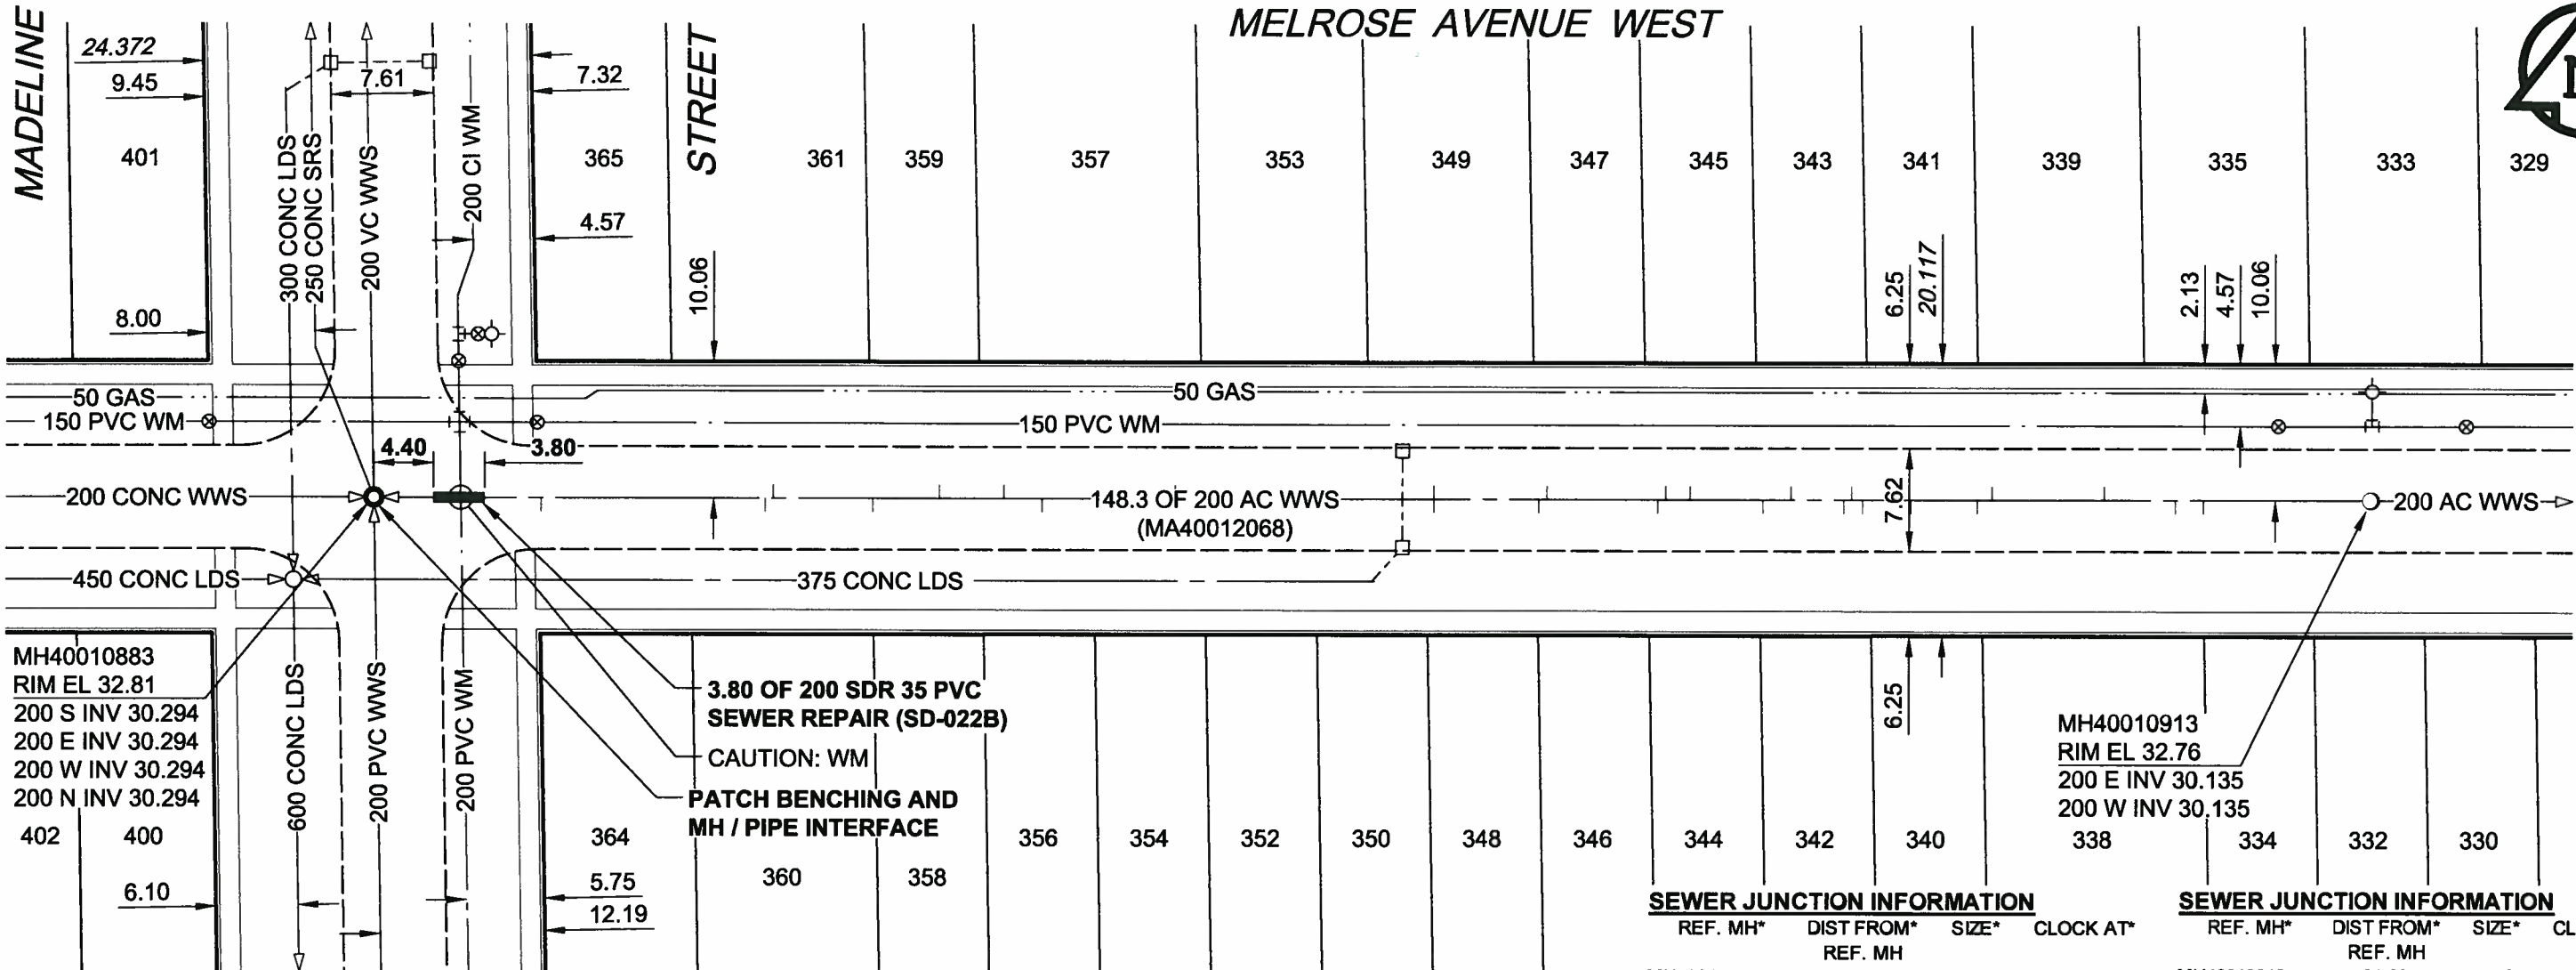 MELROSE AVENUE WEST
MADELINE
STREET
N
24.372
9.45
401
8.00
7.61
300 CONC LDS
250 CONC SRS
200 VC WWS
200 CI WM
7.32
365
4.57
10.06
361
359
357
353
349
347
345
343
341
339
335
333
329
6.25
20.117
2.13
4.57
10.06
50 GAS
50 GAS
150 PVC WM
150 PVC WM
4.40
3.80
200 CONC WWS
148.3 OF 200 AC WWS
(MA40012068)
7.62
200 AC WWS
450 CONC LDS
375 CONC LDS
MH40010883
RIM EL 32.81
200 S INV 30.294
200 E INV 30.294
200 W INV 30.294
200 N INV 30.294
402
400
6.10
600 CONC LDS
200 PVC WWS
200 PVC WM
3.80 OF 200 SDR 35 PVC
SEWER REPAIR (SD-022B)
CAUTION: WM
PATCH BENCHING AND
MH / PIPE INTERFACE
364
5.75
12.19
360
358
356
354
352
350
348
346
344
342
340
338
334
332
330
6.25
MH40010913
RIM EL 32.76
200 E INV 30.135
200 W INV 30.135
SEWER JUNCTION INFORMATION
REF. MH* DIST FROM* SIZE* CLOCK AT*
REF. MH
SEWER JUNCTION INFORMATION
REF. MH* DIST FROM* SIZE* CL
REF. MH